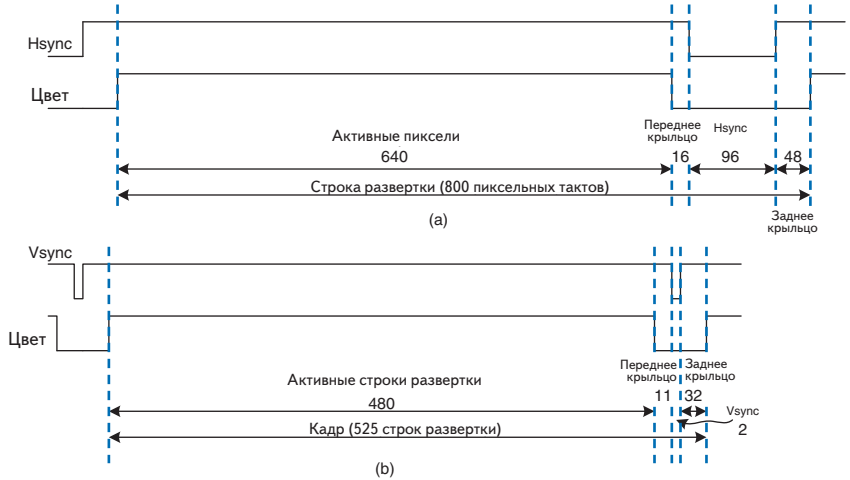 Hsync
Цвет
Активные пиксели
640
Переднее
крыльцо
16
Hsync
96
48
Строка развертки (800 пиксельных тактов)
Заднее
крыльцо
(a)
Vsync
Цвет
Активные строки развертки
480
Переднее
крыльцо
11
Заднее
крыльцо
32
Vsync
2
Кадр (525 строк развертки)
(b)